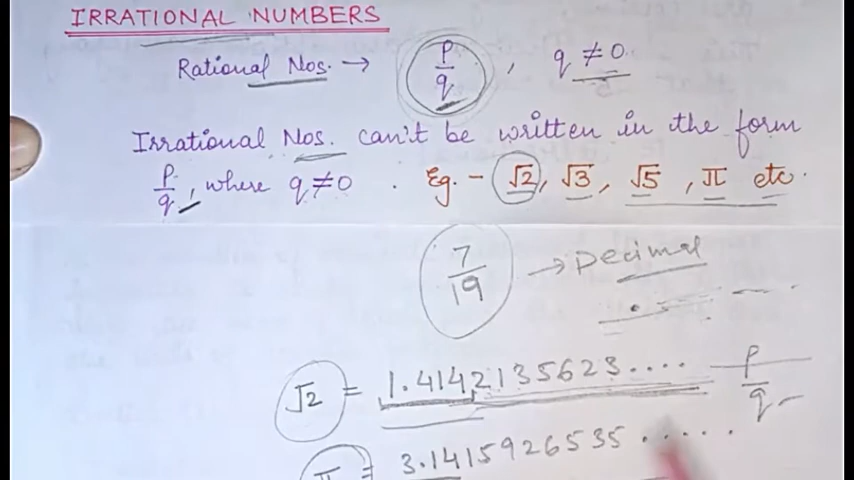 IRRATIONAL NUMBERS
Rational Nos. → p/q , q ≠ 0.
Irrational Nos. can't be written in the form
p/q, where q ≠ 0 . Eg. - √2, √3, √5 , π etc.
7/19 → Decimal
√2 = 1.4142135623.... p/q
π = 3.1415926535......